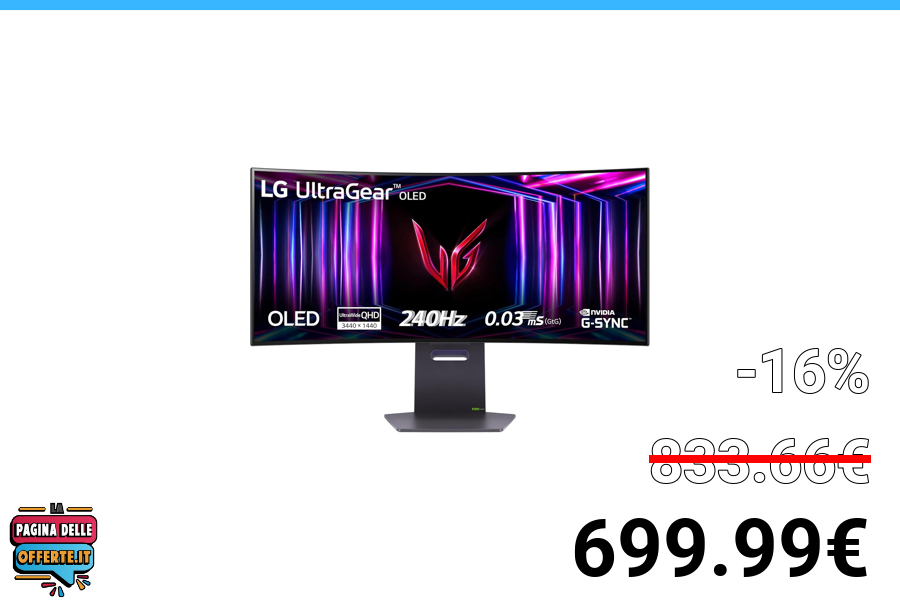 LG UltraGear™ OLED
OLED
UltraWide QHD
3440 × 1440
240Hz
0.03ms (GtG)
NVIDIA
G-SYNC
-16%
833.66€
699.99€
LA
PAGINA DELLE
OFFERTE.IT